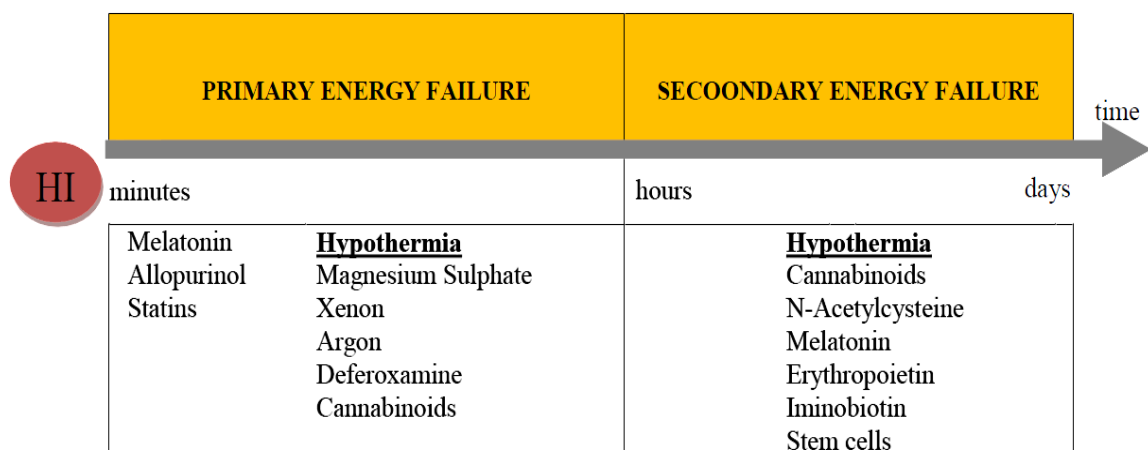 PRIMARY ENERGY FAILURE
SECOONDARY ENERGY FAILURE
time
HI
minutes
hours
days
Melatonin
Allopurinol
Statins
Hypothermia
Magnesium Sulphate
Xenon
Argon
Deferoxamine
Cannabinoids
Hypothermia
Cannabinoids
N-Acetylcysteine
Melatonin
Erythropoietin
Iminobiotin
Stem cells